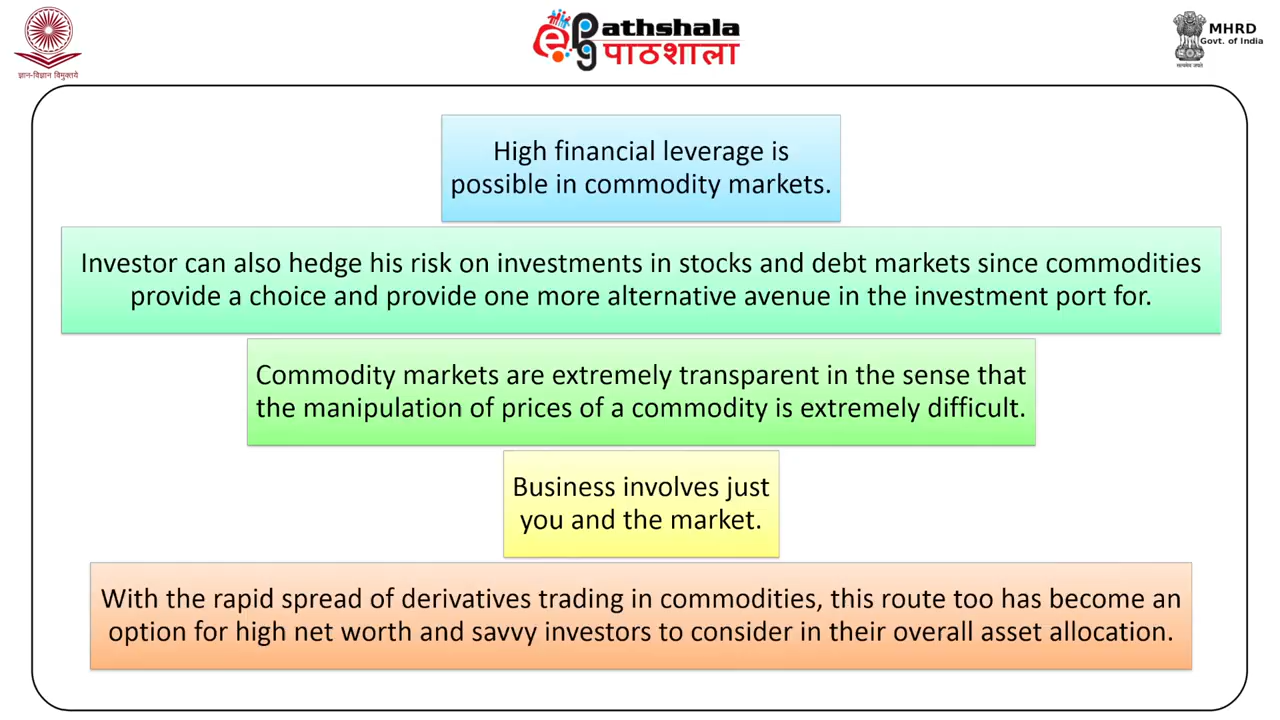 ज्ञान-विज्ञान विमुक्तये
ePG athshala
पाठशाला
MHRD
Govt. of India
सत्यमेव जयते
High financial leverage is
possible in commodity markets.
Investor can also hedge his risk on investments in stocks and debt markets since commodities
provide a choice and provide one more alternative avenue in the investment port for.
Commodity markets are extremely transparent in the sense that
the manipulation of prices of a commodity is extremely difficult.
Business involves just
you and the market.
With the rapid spread of derivatives trading in commodities, this route too has become an
option for high net worth and savvy investors to consider in their overall asset allocation.